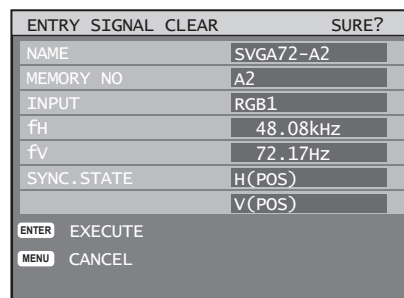 ENTRY SIGNAL CLEAR SURE?
NAME SVGA72-A2
MEMORY NO A2
INPUT RGB1
fH 48.08kHz
fV 72.17Hz
SYNC.STATE H(POS)
V(POS)
ENTER EXECUTE
MENU CANCEL